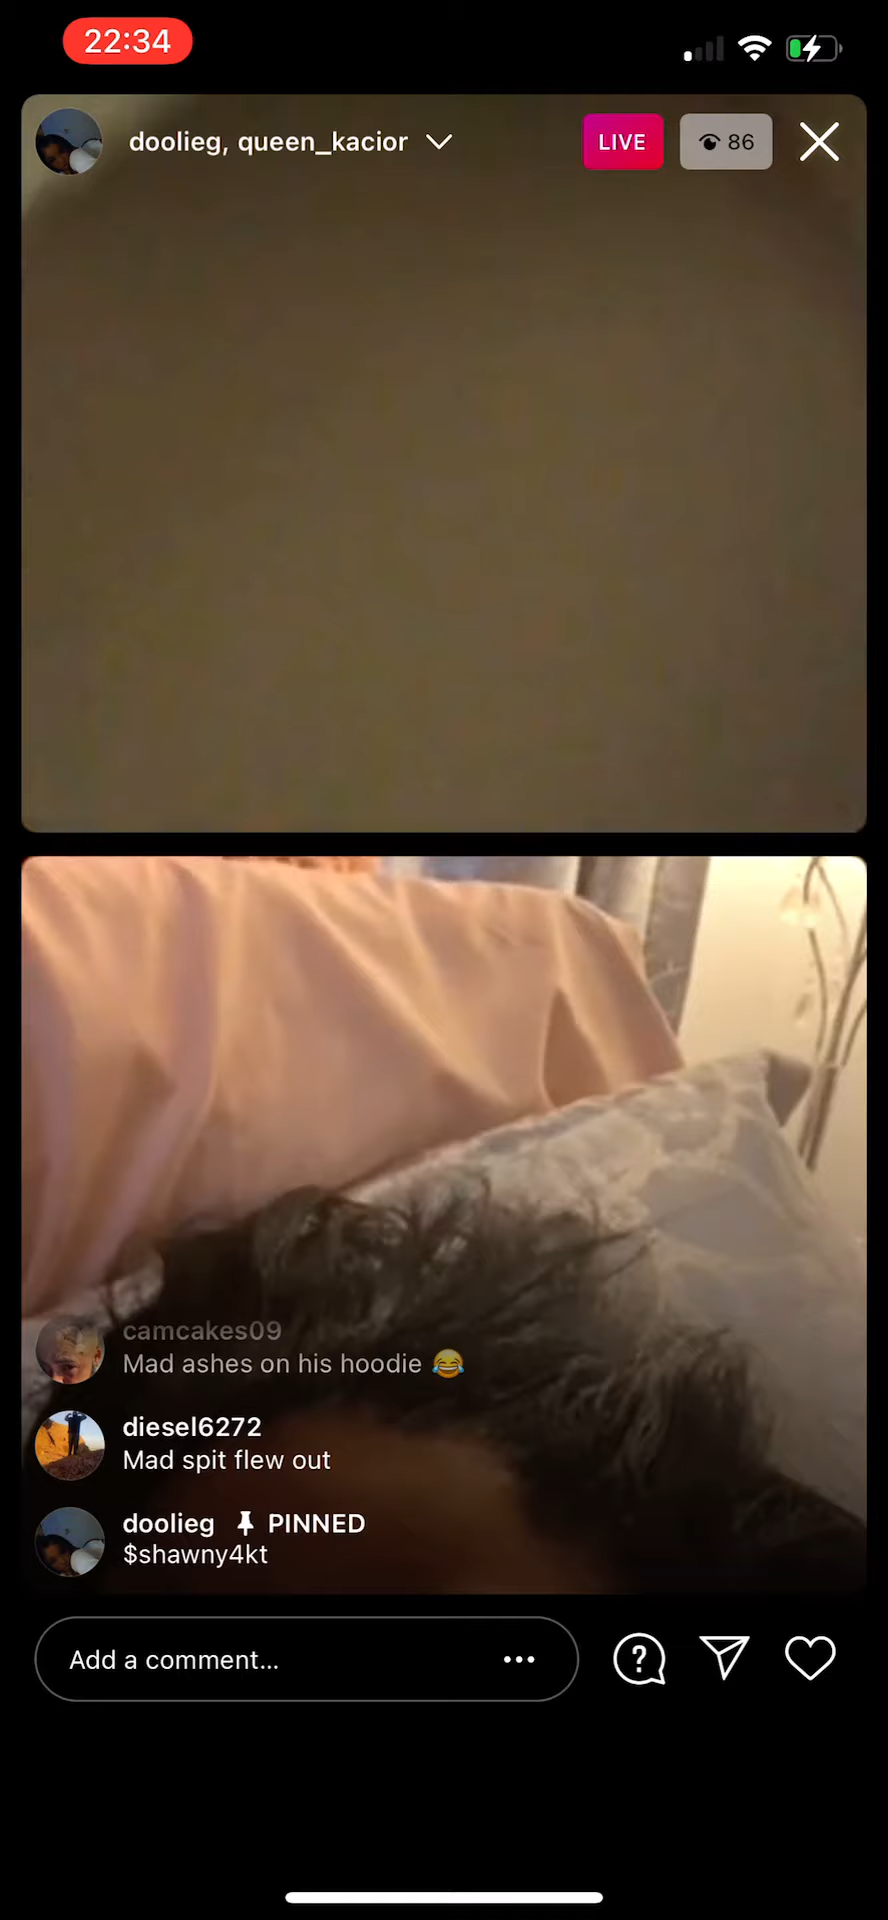 22:34
doolieg, queen_kacior
LIVE
86
camcakes09
Mad ashes on his hoodie 😂
diesel6272
Mad spit flew out
doolieg PINNED
$shawny4kt
Add a comment...